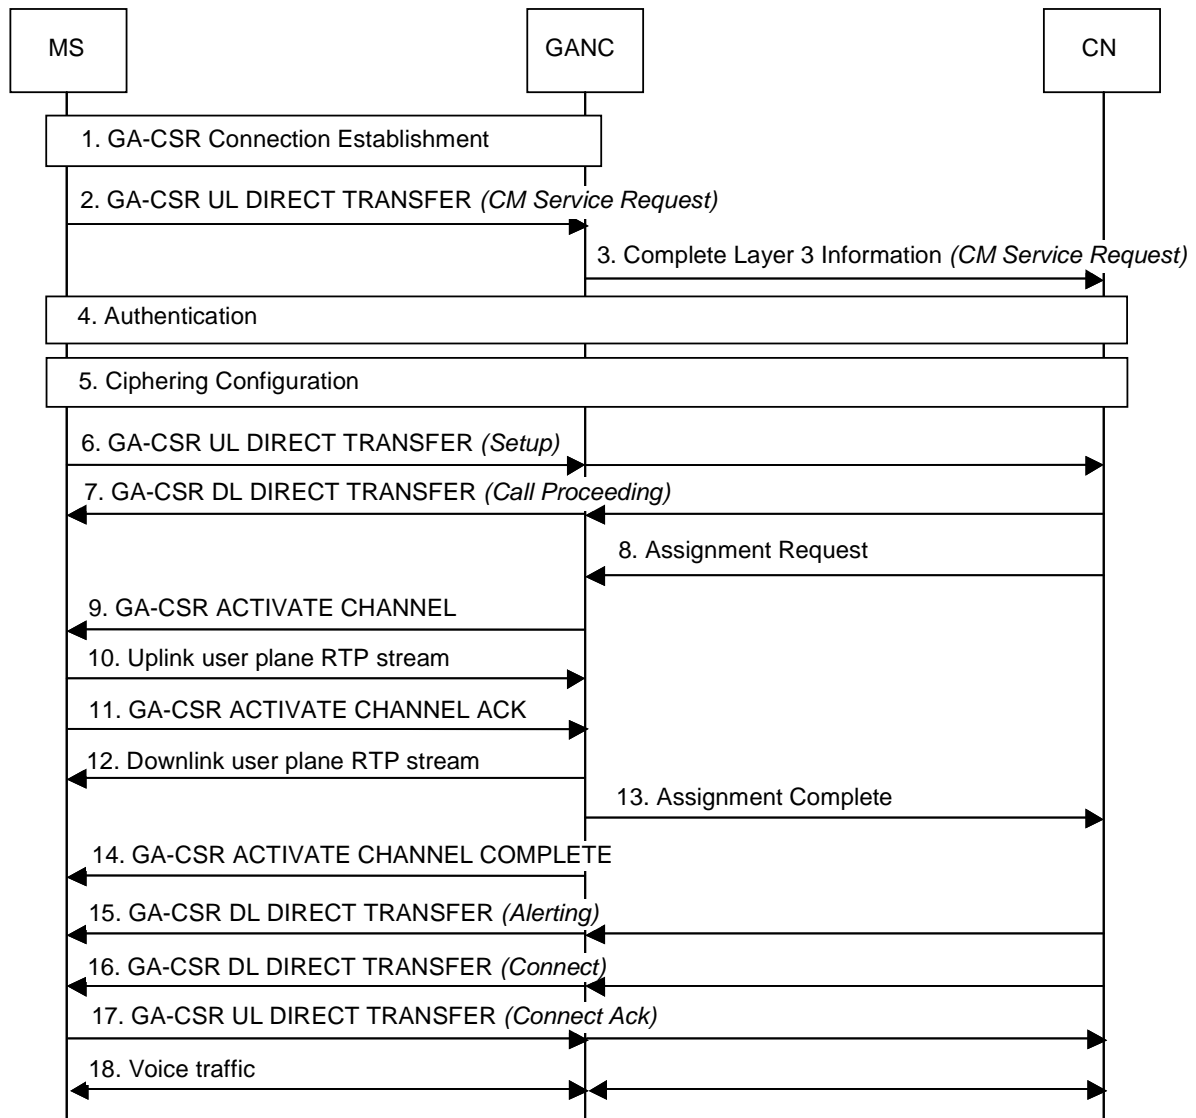 MS
GANC
CN
1. GA-CSR Connection Establishment
2. GA-CSR UL DIRECT TRANSFER (CM Service Request)
3. Complete Layer 3 Information (CM Service Request)
4. Authentication
5. Ciphering Configuration
6. GA-CSR UL DIRECT TRANSFER (Setup)
7. GA-CSR DL DIRECT TRANSFER (Call Proceeding)
8. Assignment Request
9. GA-CSR ACTIVATE CHANNEL
10. Uplink user plane RTP stream
11. GA-CSR ACTIVATE CHANNEL ACK
12. Downlink user plane RTP stream
13. Assignment Complete
14. GA-CSR ACTIVATE CHANNEL COMPLETE
15. GA-CSR DL DIRECT TRANSFER (Alerting)
16. GA-CSR DL DIRECT TRANSFER (Connect)
17. GA-CSR UL DIRECT TRANSFER (Connect Ack)
18. Voice traffic